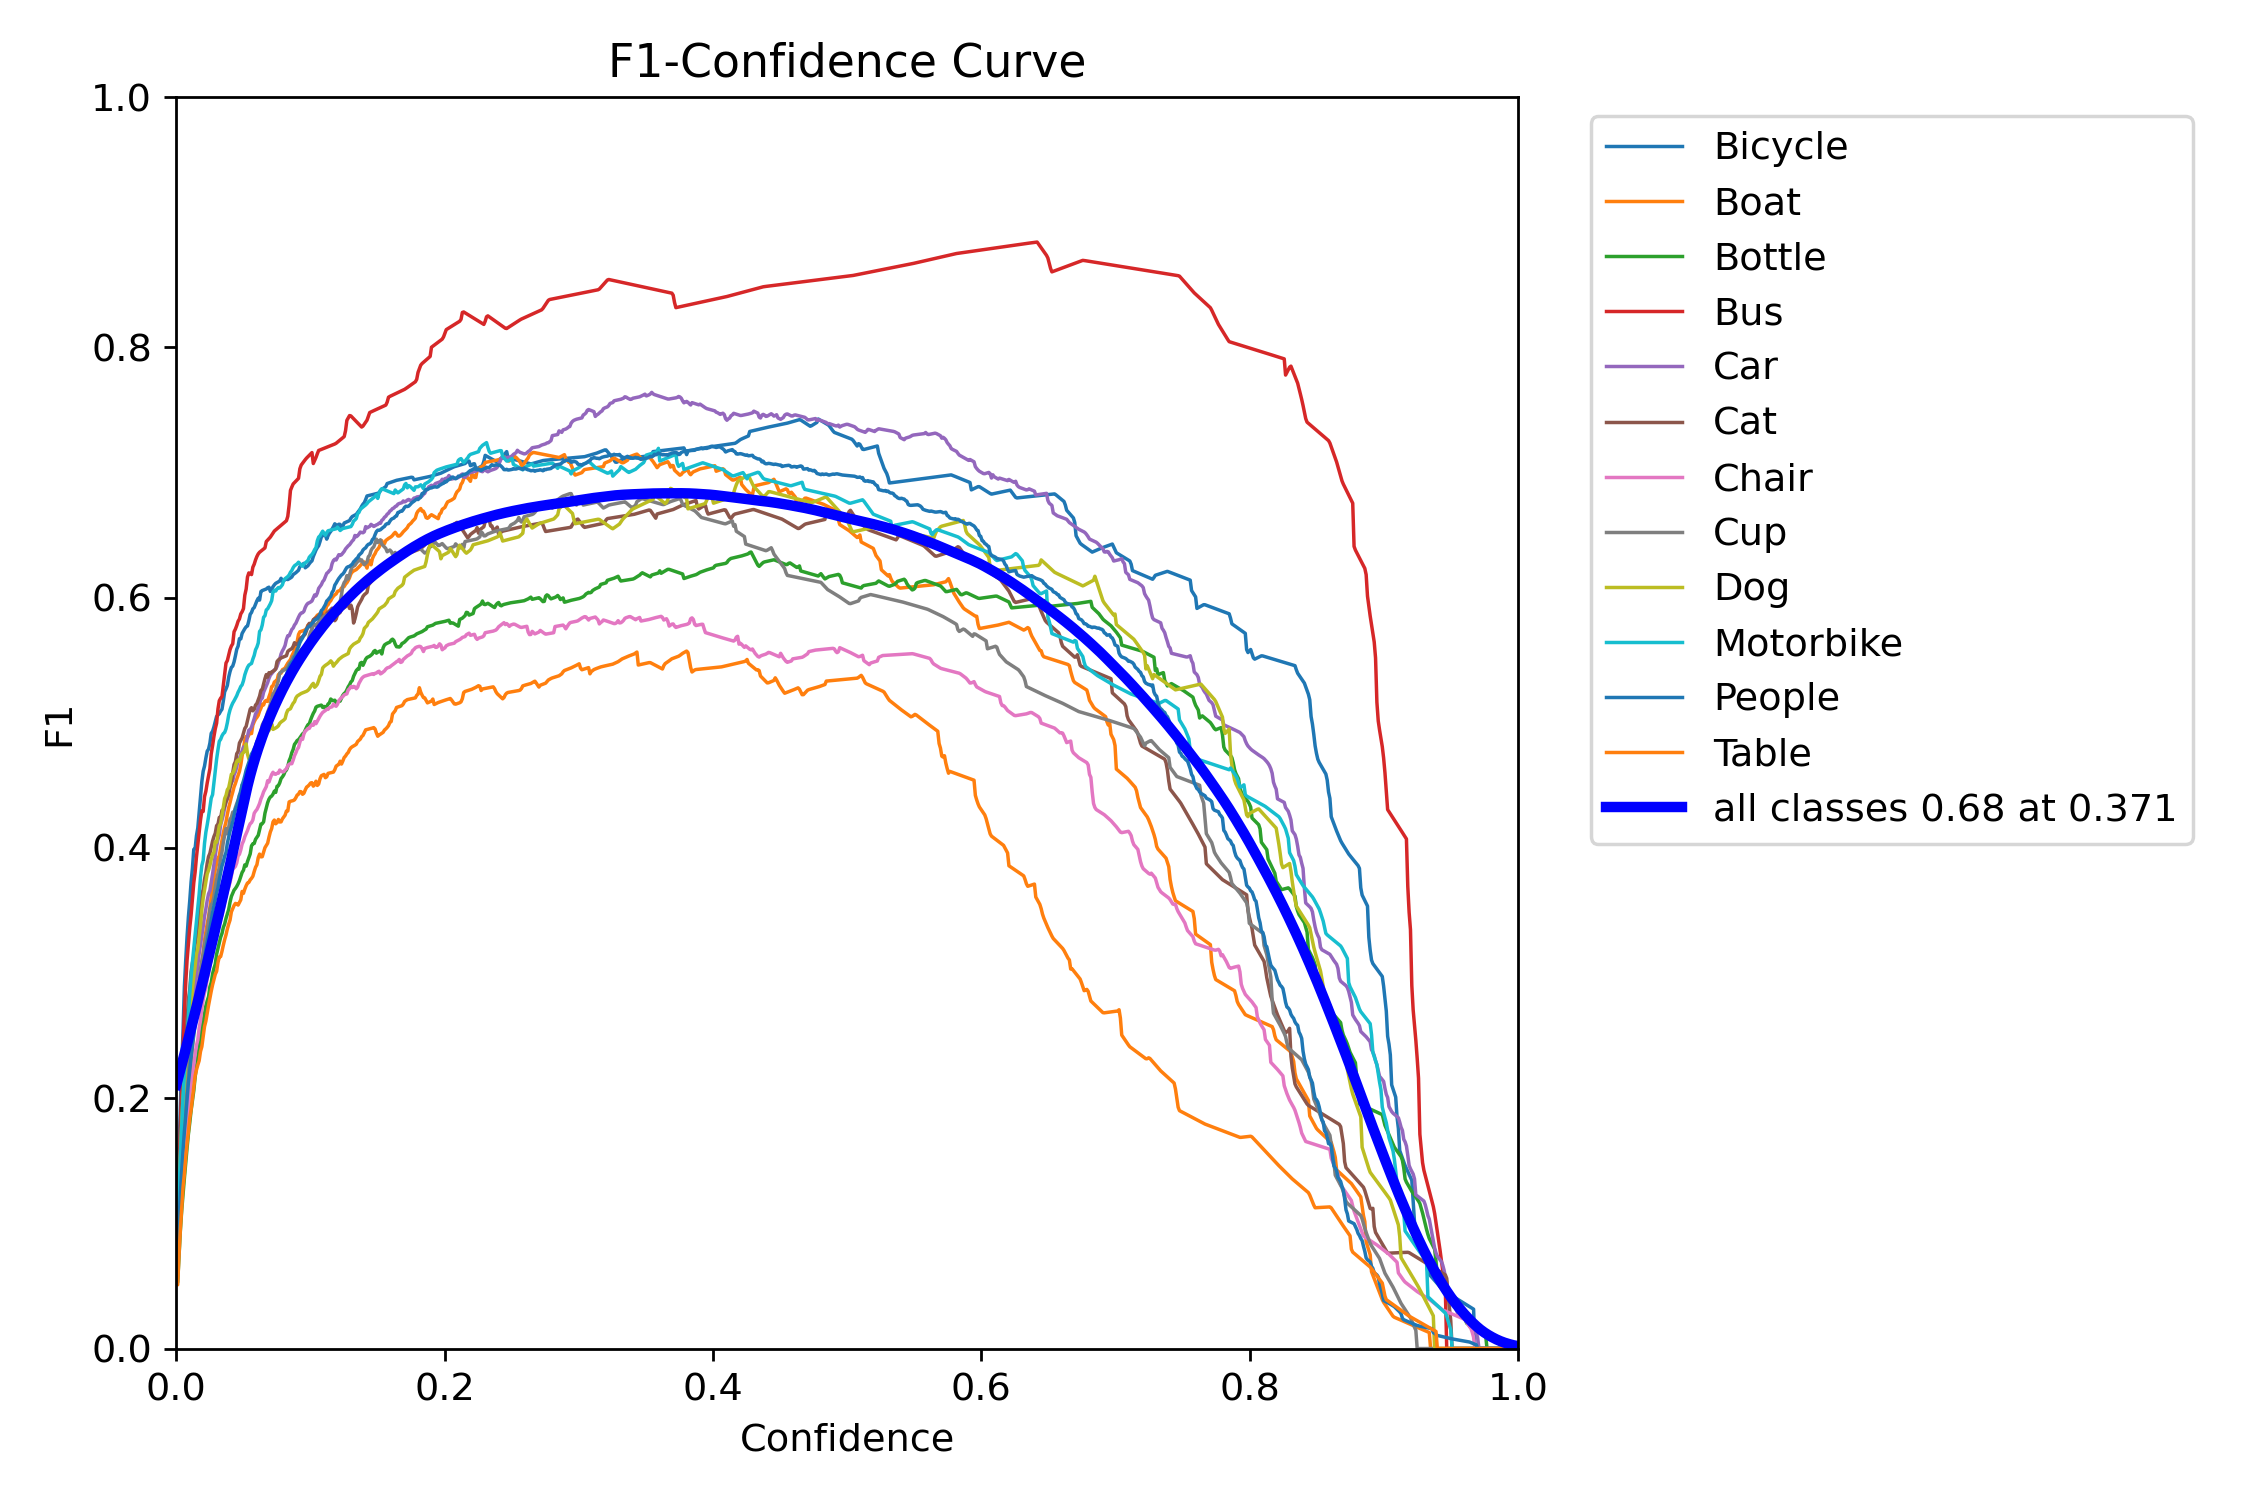 F1-Confidence Curve
1.0
0.8
0.6
0.4
0.2
0.0
F1
0.0 0.2 0.4 0.6 0.8 1.0
Confidence
Bicycle
Boat
Bottle
Bus
Car
Cat
Chair
Cup
Dog
Motorbike
People
Table
all classes 0.68 at 0.371